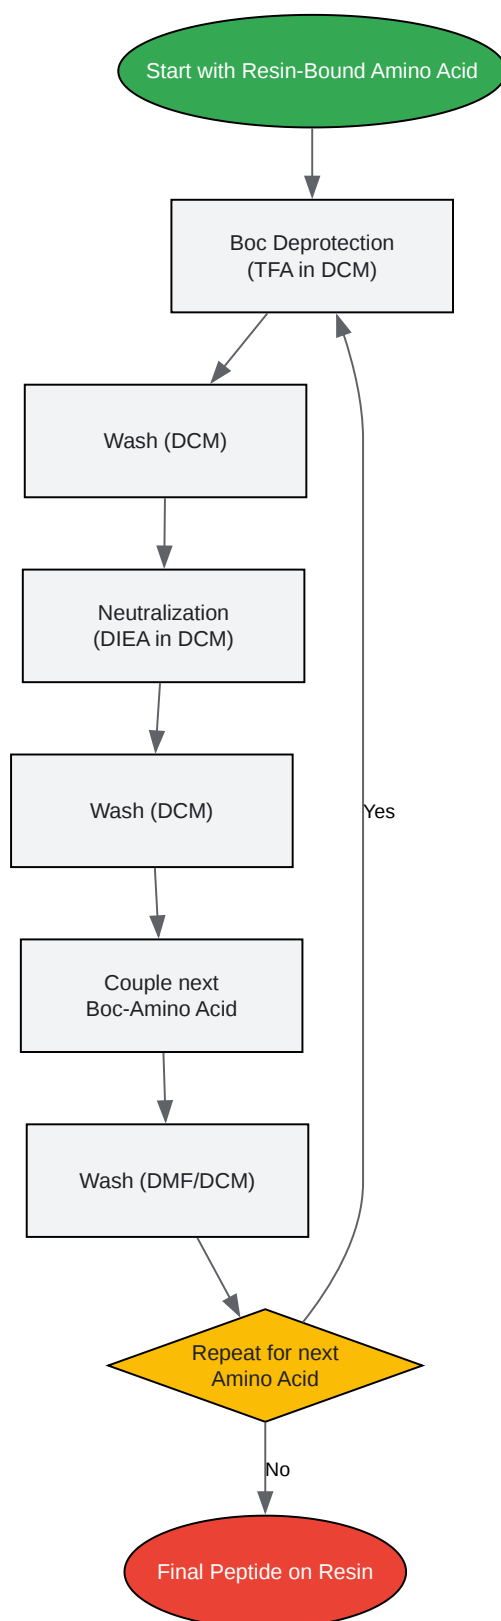 Start with Resin-Bound Amino Acid
Boc Deprotection
(TFA in DCM)
Wash (DCM)
Neutralization
(DIEA in DCM)
Wash (DCM)
Yes
Couple next
Boc-Amino Acid
Wash (DMF/DCM)
Repeat for next
Amino Acid
No
Final Peptide on Resin